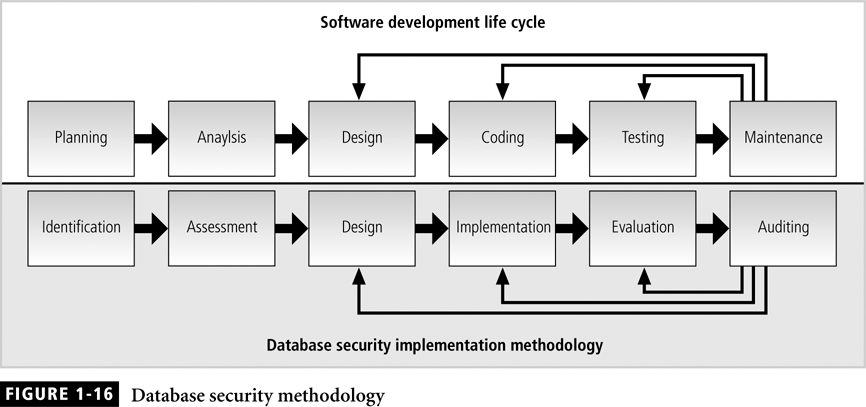 Software development life cycle
Planning
Anaylsis
Design
Coding
Testing
Maintenance
Identification
Assessment
Design
Implementation
Evaluation
Auditing
Database security implementation methodology
FIGURE 1-16 Database security methodology